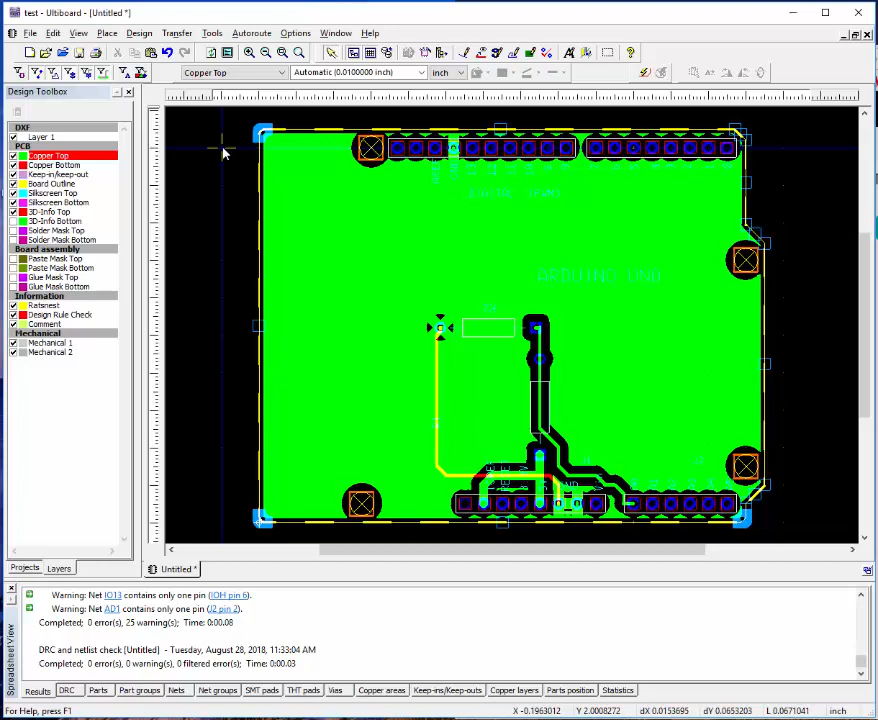 test - Ultiboard - [Untitled *]
File Edit View Place Design Transfer Tools Autoroute Options Window Help
Copper Top Automatic (0.0100000 inch) inch
Design Toolbox
DXF
Layer 1
PCB
Copper Top
Copper Bottom
Keep-in/keep-out
Board Outline
Silkscreen Top
Silkscreen Bottom
3D-Info Top
3D-Info Bottom
Solder Mask Top
Solder Mask Bottom
Board assembly
Paste Mask Top
Paste Mask Bottom
Glue Mask Top
Glue Mask Bottom
Information
Ratsnest
Design Rule Check
Comment
Mechanical
Mechanical 1
Mechanical 2
Projects Layers
ARDUINO UNO
Untitled *
Warning: Net IO13 contains only one pin (IOH pin 6).
Warning: Net AD1 contains only one pin (J2 pin 2).
Completed; 0 error(s), 25 warning(s); Time: 0:00.08
DRC and netlist check [Untitled] - Tuesday, August 28, 2018, 11:33:04 AM
Completed; 0 error(s), 0 warning(s), 0 filtered error(s); Time: 0:00.03
Spreadsheet View
Results DRC Parts Part groups Nets Net groups SMT pads THT pads Vias Copper areas Keep-ins/Keep-outs Copper layers Parts position Statistics
For Help, press F1 X -0.1963012 Y 2.0008272 dX 0.0153695 dY 0.0653203 L 0.0671041 inch